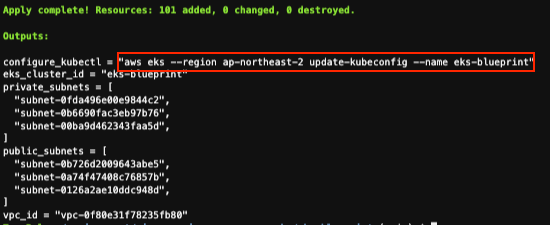 Apply complete! Resources: 101 added, 0 changed, 0 destroyed.
Outputs:
configure_kubectl = "aws eks --region ap-northeast-2 update-kubeconfig --name eks-blueprint"
eks_cluster_id = "eks-blueprint"
private_subnets = [
"subnet-0fda496e00e9844c2",
"subnet-0b6690fac3eb97b76",
"subnet-00ba9d462343faa5d",
]
public_subnets = [
"subnet-0b726d2009643abe5",
"subnet-0a74f47408c76857b",
"subnet-0126a2ae10ddc948d",
]
vpc_id = "vpc-0f80e31f78235fb80"